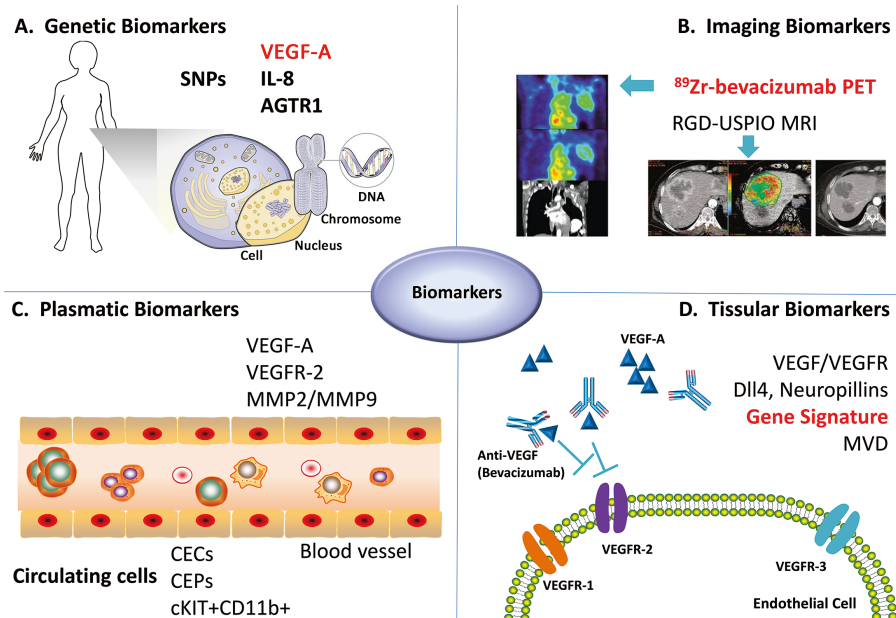 A. Genetic Biomarkers
VEGF-A
SNPs IL-8
AGTR1
DNA
Chromosome
Nucleus
Cell
B. Imaging Biomarkers
⁸⁹Zr-bevacizumab PET
RGD-USPIO MRI
Biomarkers
C. Plasmatic Biomarkers
VEGF-A
VEGFR-2
MMP2/MMP9
Blood vessel
Circulating cells
CECs
CEPs
cKIT+CD11b+
D. Tissular Biomarkers
VEGF-A
VEGF/VEGFR
Dll4, Neuropillins
Gene Signature
MVD
Anti-VEGF
(Bevacizumab)
VEGFR-2
VEGFR-1
VEGFR-3
Endothelial Cell